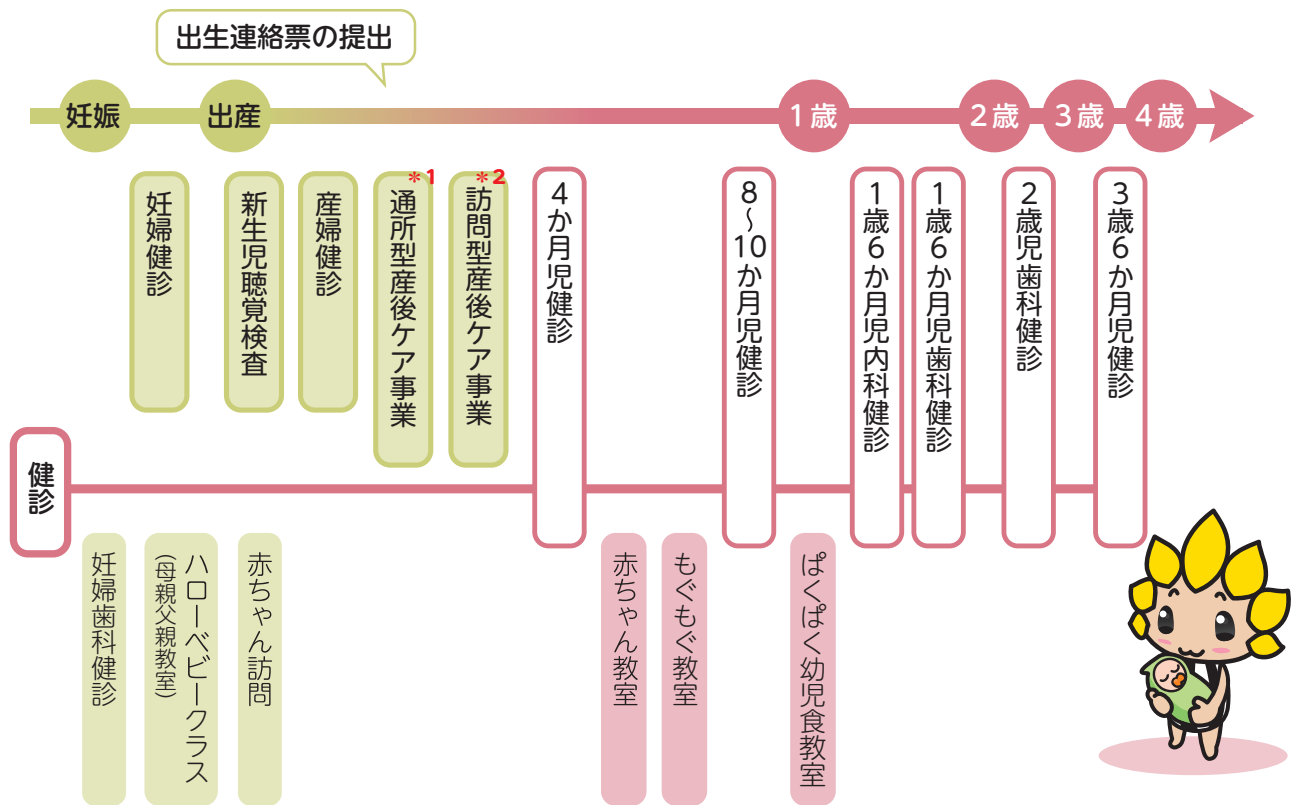 出生連絡票の提出
妊娠
出産
1歳
2歳
3歳
4歳
妊婦健診
新生児聴覚検査
産婦健診
*1
通所型産後ケア事業
*2
訪問型産後ケア事業
4か月児健診
8〜10か月児健診
1歳6か月児内科健診
1歳6か月児歯科健診
2歳児歯科健診
3歳6か月児健診
健診
妊婦歯科健診
ハローベビークラス
(母親父親教室)
赤ちゃん訪問
赤ちゃん教室
もぐもぐ教室
ぱくぱく幼児食教室